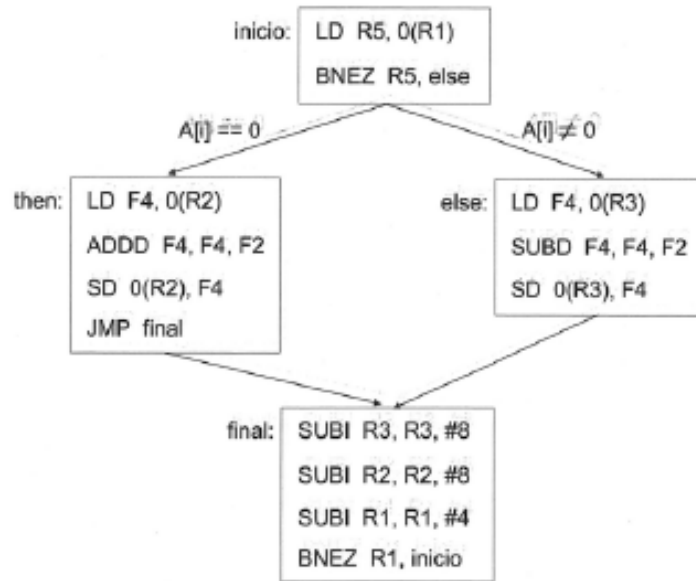 inicio: LD R5, 0(R1)
BNEZ R5, else
A[i] == 0
A[i] ≠ 0
then: LD F4, 0(R2)
ADDD F4, F4, F2
SD 0(R2), F4
JMP final
else: LD F4, 0(R3)
SUBD F4, F4, F2
SD 0(R3), F4
final: SUBI R3, R3, #8
SUBI R2, R2, #8
SUBI R1, R1, #4
BNEZ R1, inicio